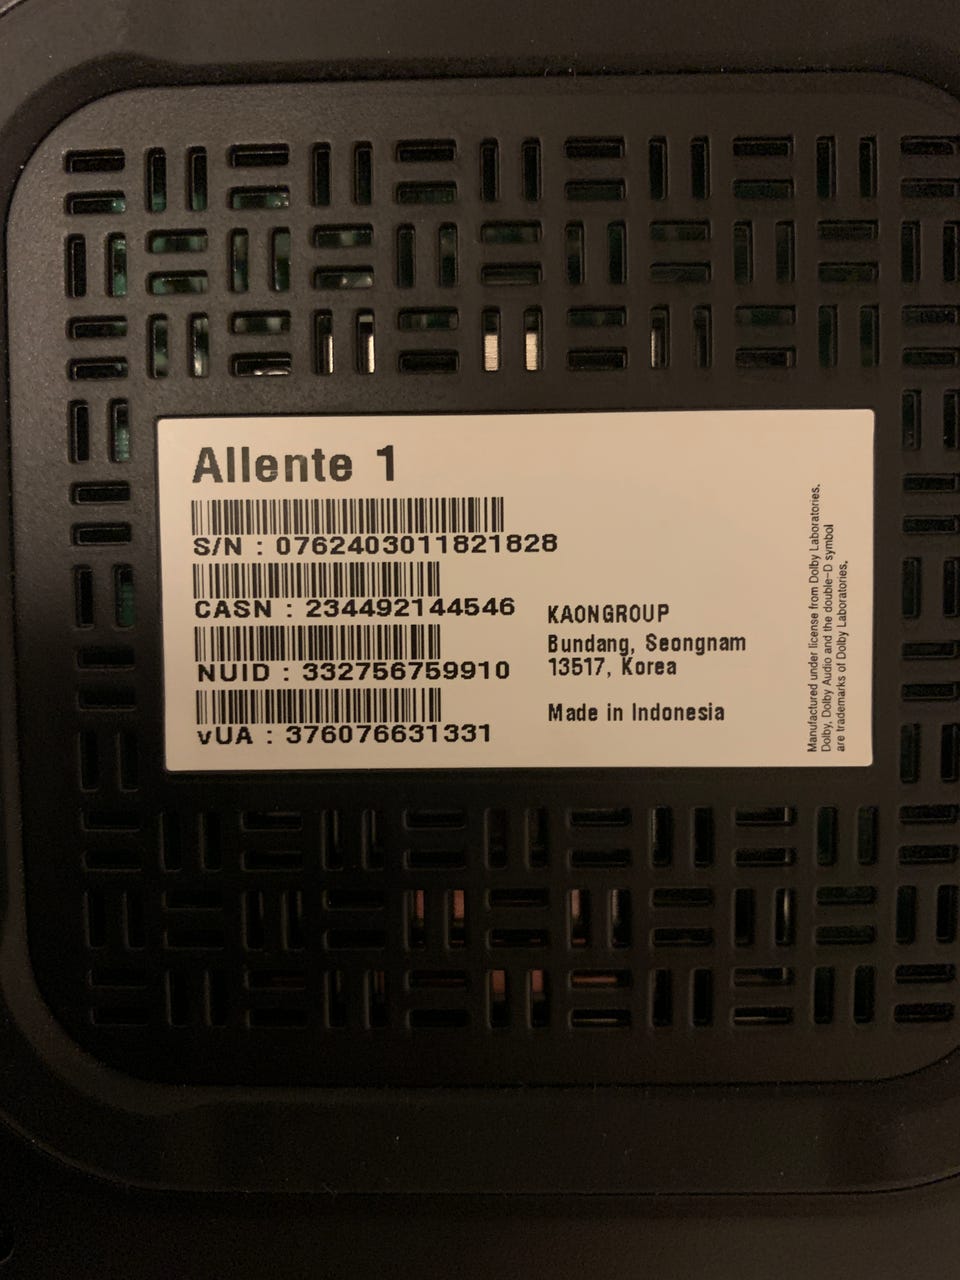 Allente 1
S/N : 0762403011821828
CASN : 234492144546
NUID : 332756759910
vUA : 376076631331
KAONGROUP
Bundang, Seongnam
13517, Korea
Made in Indonesia
Manufactured under license from Dolby Laboratories.
Dolby, Dolby Audio and the double-D symbol
are trademarks of Dolby Laboratories.